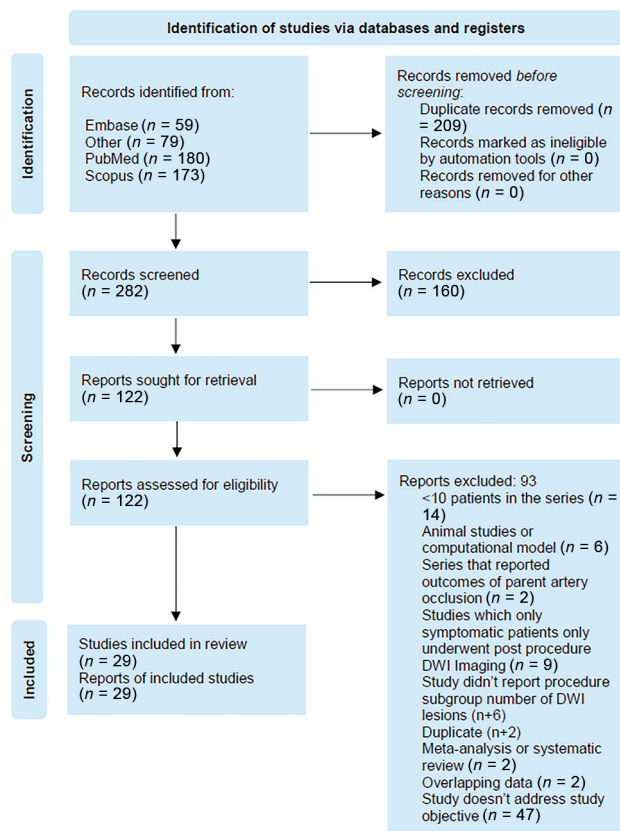 Identification of studies via databases and registers
Identification
Records identified from:
Embase (n = 59)
Other (n = 79)
PubMed (n = 180)
Scopus (n = 173)
Records removed before
screening:
Duplicate records removed (n
= 209)
Records marked as ineligible
by automation tools (n = 0)
Records removed for other
reasons (n = 0)
Screening
Records screened
(n = 282)
Records excluded
(n = 160)
Reports sought for retrieval
(n = 122)
Reports not retrieved
(n = 0)
Reports assessed for eligibility
(n = 122)
Reports excluded: 93
<10 patients in the series (n =
14)
Animal studies or
computational model (n = 6)
Series that reported
outcomes of parent artery
occlusion (n = 2)
Studies which only
symptomatic patients only
underwent post procedure
DWI Imaging (n = 9)
Study didn't report procedure
subgroup number of DWI
lesions (n+6)
Duplicate (n+2)
Meta-analysis or systematic
review (n = 2)
Overlapping data (n = 2)
Study doesn't address study
objective (n = 47)
Included
Studies included in review
(n = 29)
Reports of included studies
(n = 29)